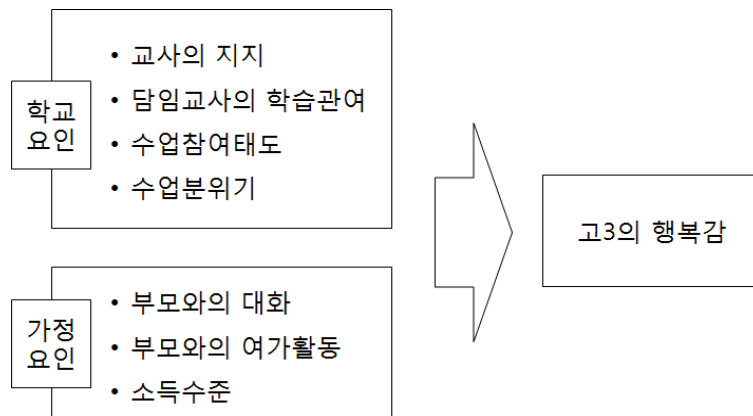 학교
요인
• 교사의 지지
• 담임교사의 학습관여
• 수업참여태도
• 수업분위기
가정
요인
• 부모와의 대화
• 부모와의 여가활동
• 소득수준
고3의 행복감